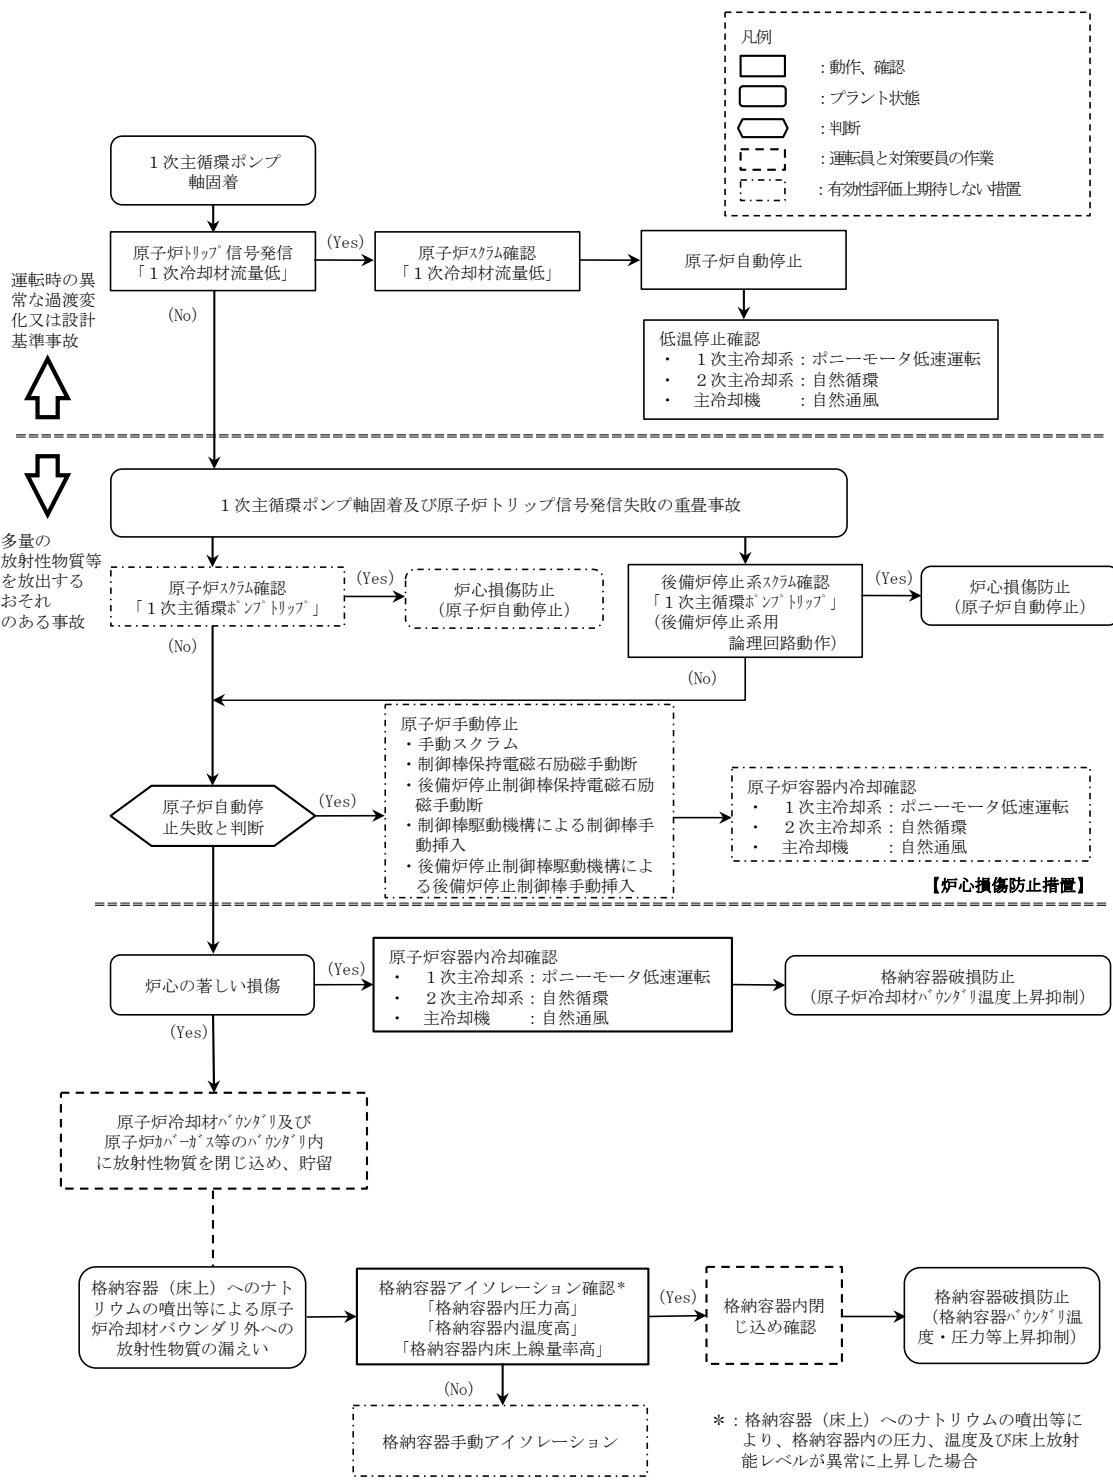 凡例
：動作、確認
：プラント状態
：判断
：運転員と対策要員の作業
：有効性評価上期待しない措置
１次主循環ポンプ
軸固着
原子炉ﾄﾘｯﾌﾟ信号発信
「１次冷却材流量低」
(Yes)
原子炉ｽｸﾗﾑ確認
「１次冷却材流量低」
原子炉自動停止
(No)
運転時の異
常な過渡変
化又は設計
基準事故
低温停止確認
・　１次主冷却系：ポニーモータ低速運転
・　２次主冷却系：自然循環
・　主冷却機　　：自然通風
１次主循環ポンプ軸固着及び原子炉トリップ信号発信失敗の重畳事故
多量の
放射性物質等
を放出する
おそれ
のある事故
原子炉ｽｸﾗﾑ確認
「１次主循環ﾎﾟﾝﾌﾟﾄﾘｯﾌﾟ」
(Yes)
炉心損傷防止
(原子炉自動停止)
後備炉停止系ｽｸﾗﾑ確認
「１次主循環ﾎﾟﾝﾌﾟﾄﾘｯﾌﾟ」
(後備炉停止系用
論理回路動作)
(Yes)
炉心損傷防止
(原子炉自動停止)
(No)
(No)
原子炉手動停止
・手動スクラム
・制御棒保持電磁石励磁手動断
・後備炉停止制御棒保持電磁石励
磁手動断
・制御棒駆動機構による制御棒手
動挿入
・後備炉停止制御棒駆動機構によ
る後備炉停止制御棒手動挿入
原子炉自動停
止失敗と判断
(Yes)
原子炉容器内冷却確認
・　１次主冷却系：ポニーモータ低速運転
・　２次主冷却系：自然循環
・　主冷却機　　：自然通風
【炉心損傷防止措置】
炉心の著しい損傷
(Yes)
原子炉容器内冷却確認
・　１次主冷却系：ポニーモータ低速運転
・　２次主冷却系：自然循環
・　主冷却機　　：自然通風
格納容器破損防止
(原子炉冷却材ﾊﾞｳﾝﾀﾞﾘ温度上昇抑制)
(Yes)
原子炉冷却材ﾊﾞｳﾝﾀﾞﾘ及び
原子炉ｶﾊﾞｰｶﾞｽ等のﾊﾞｳﾝﾀﾞﾘ内
に放射性物質を閉じ込め、貯留
格納容器（床上）へのナト
リウムの噴出等による原子
炉冷却材バウンダリ外への
放射性物質の漏えい
格納容器アイソレーション確認*
「格納容器内圧力高」
「格納容器内温度高」
「格納容器内床上線量率高」
(Yes)
格納容器内閉
じ込め確認
格納容器破損防止
(格納容器ﾊﾞｳﾝﾀﾞﾘ温
度・圧力等上昇抑制)
(No)
格納容器手動アイソレーション
＊：格納容器（床上）へのナトリウムの噴出等に
より、格納容器内の圧力、温度及び床上放射
能レベルが異常に上昇した場合